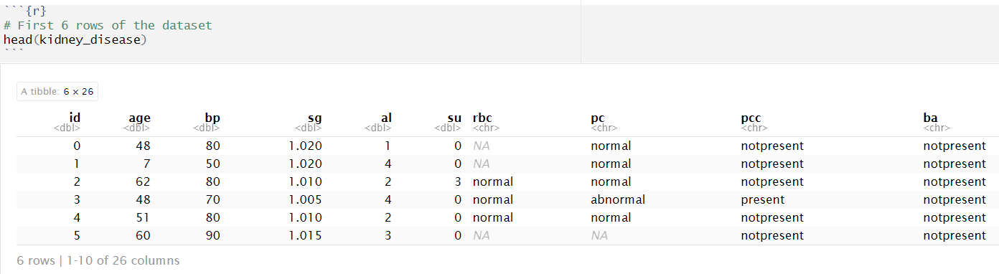 ```{r}
# First 6 rows of the dataset
head(kidney_disease)
```
A tibble: 6 × 26
id age bp sg al su rbc pc pcc ba
<dbl> <dbl> <dbl> <dbl> <dbl> <dbl> <chr> <chr> <chr> <chr>
0 48 80 1.020 1 0 NA normal notpresent notpresent
1 7 50 1.020 4 0 NA normal notpresent notpresent
2 62 80 1.010 2 3 normal normal notpresent notpresent
3 48 70 1.005 4 0 normal abnormal present notpresent
4 51 80 1.010 2 0 normal normal notpresent notpresent
5 60 90 1.015 3 0 NA NA notpresent notpresent
6 rows | 1-10 of 26 columns